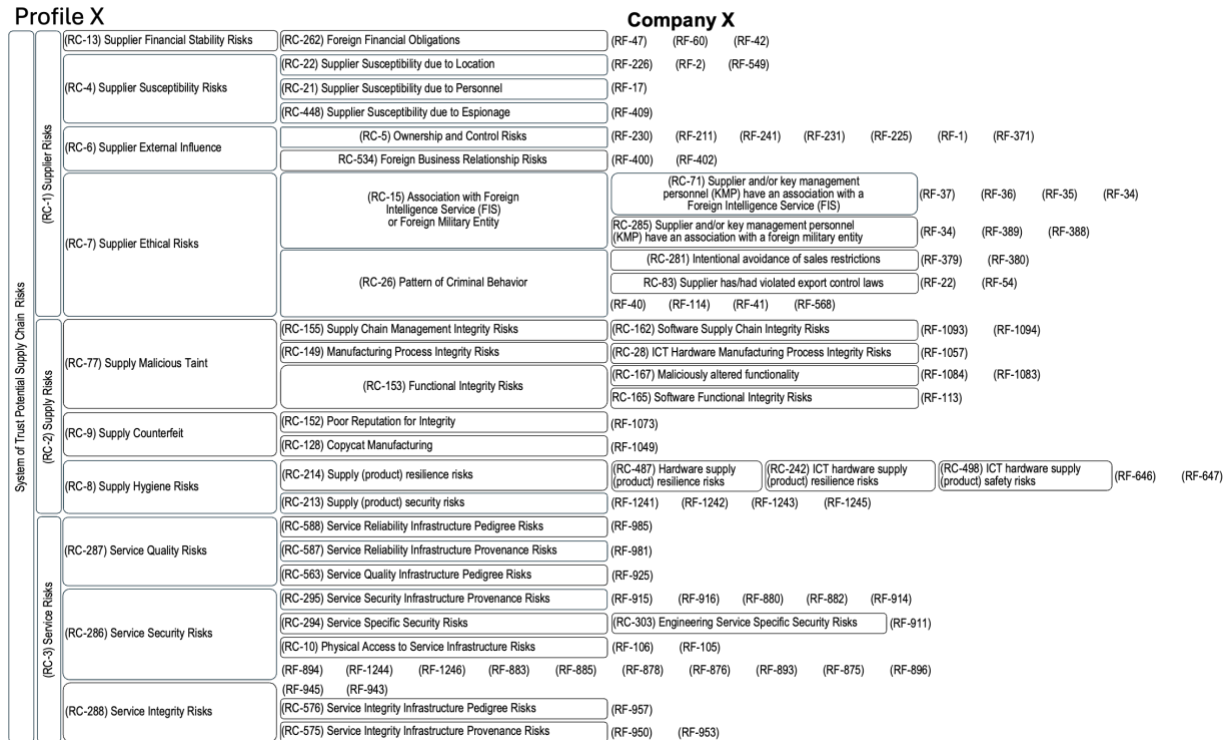 Profile X
Company X
System of Trust Potential Supply Chain Risks
(RC-1) Supplier Risks
(RC-13) Supplier Financial Stability Risks
(RC-262) Foreign Financial Obligations
(RF-47) (RF-60) (RF-42)
(RC-4) Supplier Susceptibility Risks
(RC-22) Supplier Susceptibility due to Location
(RF-226) (RF-2) (RF-549)
(RC-21) Supplier Susceptibility due to Personnel
(RF-17)
(RC-448) Supplier Susceptibility due to Espionage
(RF-409)
(RC-6) Supplier External Influence
(RC-5) Ownership and Control Risks
(RF-230) (RF-211) (RF-241) (RF-231) (RF-225) (RF-1) (RF-371)
RC-534) Foreign Business Relationship Risks
(RF-400) (RF-402)
(RC-7) Supplier Ethical Risks
(RC-15) Association with Foreign
Intelligence Service (FIS)
or Foreign Military Entity
(RC-71) Supplier and/or key management
personnel (KMP) have an association with a
Foreign Intelligence Service (FIS)
(RF-37) (RF-36) (RF-35) (RF-34)
RC-285) Supplier and/or key management personnel
(KMP) have an association with a foreign military entity
(RF-34) (RF-389) (RF-388)
(RC-26) Pattern of Criminal Behavior
(RC-281) Intentional avoidance of sales restrictions
(RF-379) (RF-380)
RC-83) Supplier has/had violated export control laws
(RF-22) (RF-54)
(RF-40) (RF-114) (RF-41) (RF-568)
(RC-2) Supply Risks
(RC-77) Supply Malicious Taint
(RC-155) Supply Chain Management Integrity Risks
(RC-162) Software Supply Chain Integrity Risks
(RF-1093) (RF-1094)
(RC-149) Manufacturing Process Integrity Risks
(RC-28) ICT Hardware Manufacturing Process Integrity Risks
(RF-1057)
(RC-153) Functional Integrity Risks
(RC-167) Maliciously altered functionality
(RF-1084) (RF-1083)
RC-165) Software Functional Integrity Risks
(RF-113)
(RC-9) Supply Counterfeit
(RC-152) Poor Reputation for Integrity
(RF-1073)
(RC-128) Copycat Manufacturing
(RF-1049)
(RC-8) Supply Hygiene Risks
(RC-214) Supply (product) resilience risks
(RC-487) Hardware supply
(product) resilience risks
(RC-242) ICT hardware supply
(product) resilience risks
(RC-498) ICT hardware supply
(product) safety risks
(RF-646) (RF-647)
(RC-213) Supply (product) security risks
(RF-1241) (RF-1242) (RF-1243) (RF-1245)
(RC-3) Service Risks
(RC-287) Service Quality Risks
(RC-588) Service Reliability Infrastructure Pedigree Risks
(RF-985)
(RC-587) Service Reliability Infrastructure Provenance Risks
(RF-981)
(RC-563) Service Quality Infrastructure Pedigree Risks
(RF-925)
(RC-286) Service Security Risks
(RC-295) Service Security Infrastructure Provenance Risks
(RF-915) (RF-916) (RF-880) (RF-882) (RF-914)
(RC-294) Service Specific Security Risks
(RC-303) Engineering Service Specific Security Risks
(RF-911)
(RC-10) Physical Access to Service Infrastructure Risks
(RF-106) (RF-105)
(RF-894) (RF-1244) (RF-1246) (RF-883) (RF-885) (RF-878) (RF-876) (RF-893) (RF-875) (RF-896)
(RC-288) Service Integrity Risks
(RF-945) (RF-943)
(RC-576) Service Integrity Infrastructure Pedigree Risks
(RF-957)
(RC-575) Service Integrity Infrastructure Provenance Risks
(RF-950) (RF-953)